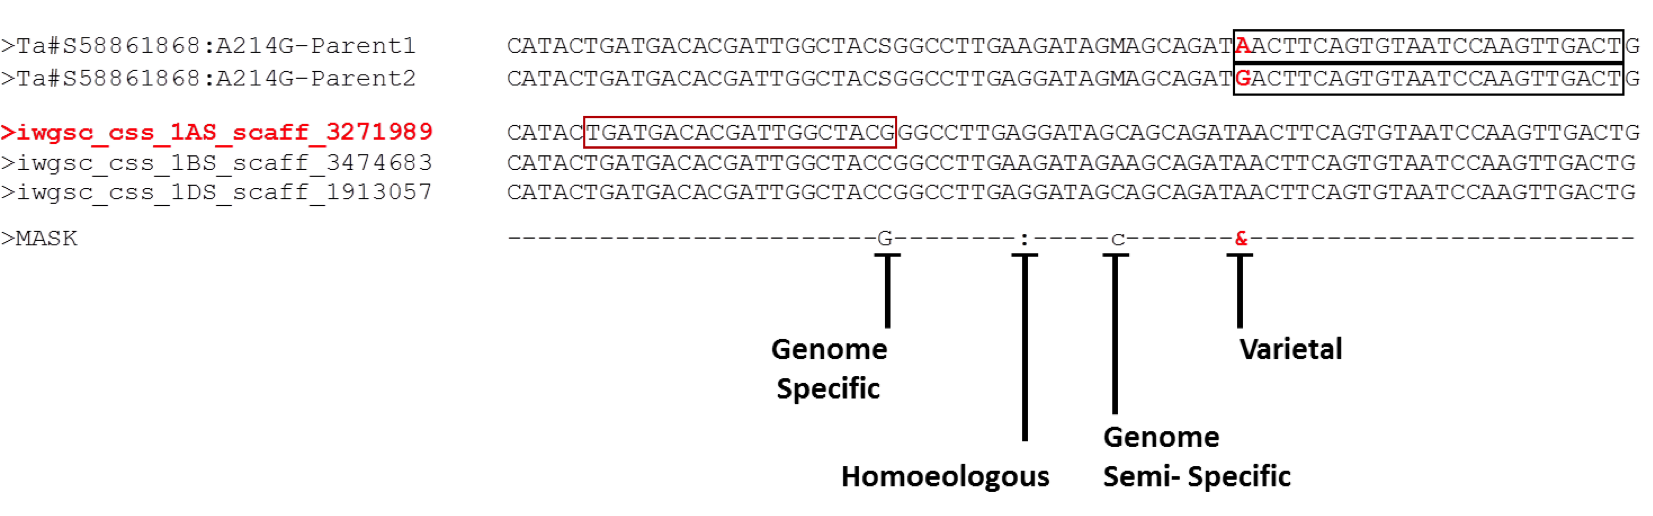 >Ta#S58861868:A214G-Parent1 CATACTGATGACACGATTGGCTACSGGCCTTGAAGATAGMAGCAGATAACTTCAGTGTAATCCAAGTTGACTG
>Ta#S58861868:A214G-Parent2 CATACTGATGACACGATTGGCTACSGGCCTTGAGGATAGMAGCAGATGACTTCAGTGTAATCCAAGTTGACTG
>iwgsc_css_1AS_scaff_3271989 CATACTGATGACACGATTGGCTACGGGCCTTGAGGATAGCAGCAGATAACTTCAGTGTAATCCAAGTTGACTG
>iwgsc_css_1BS_scaff_3474683 CATACTGATGACACGATTGGCTACCGGCCTTGAAGATAGAAGCAGATAACTTCAGTGTAATCCAAGTTGACTG
>iwgsc_css_1DS_scaff_1913057 CATACTGATGACACGATTGGCTACCGGCCTTGAGGATAGCAGCAGATAACTTCAGTGTAATCCAAGTTGACTG
>MASK ------------------------G--------:-----c-------&-------------------------
Genome
Specific
Varietal
Homoeologous
Genome
Semi- Specific